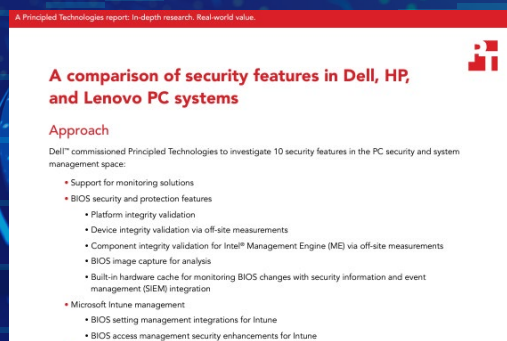 A Principled Technologies report: In-depth research. Real-world value.
PT
A comparison of security features in Dell, HP,
and Lenovo PC systems
Approach
Dell™ commissioned Principled Technologies to investigate 10 security features in the PC security and system
management space:
▪ Support for monitoring solutions
▪ BIOS security and protection features
• Platform integrity validation
• Device integrity validation via off-site measurements
• Component integrity validation for Intel® Management Engine (ME) via off-site measurements
• BIOS image capture for analysis
• Built-in hardware cache for monitoring BIOS changes with security information and event
management (SIEM) integration
▪ Microsoft Intune management
• BIOS setting management integrations for Intune
• BIOS access management security enhancements for Intune